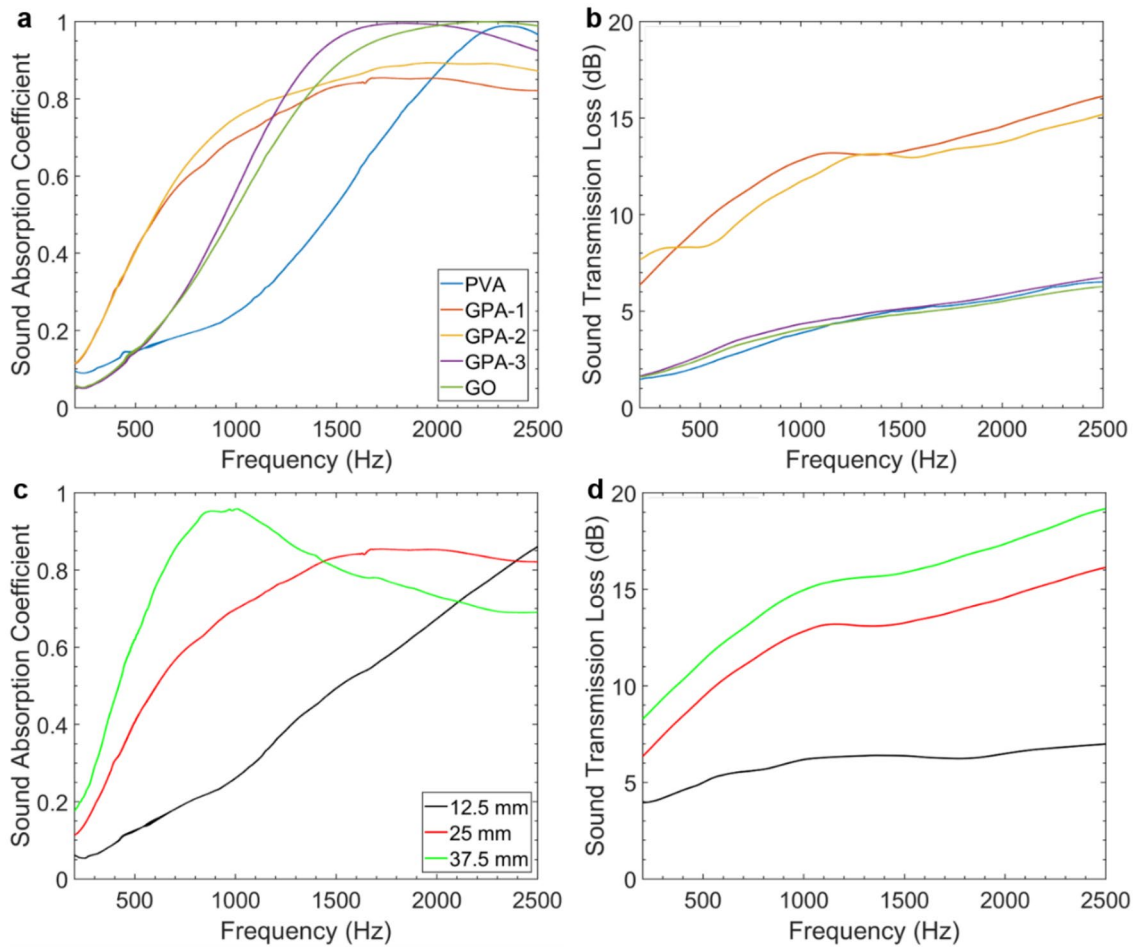 a
Sound Absorption Coefficient
1
0.8
0.6
0.4
0.2
0
500
1000
1500
2000
2500
Frequency (Hz)
PVA
GPA-1
GPA-2
GPA-3
GO
b
Sound Transmission Loss (dB)
20
15
10
5
0
500
1000
1500
2000
2500
Frequency (Hz)
c
Sound Absorption Coefficient
1
0.8
0.6
0.4
0.2
0
500
1000
1500
2000
2500
Frequency (Hz)
12.5 mm
25 mm
37.5 mm
d
Sound Transmission Loss (dB)
20
15
10
5
0
500
1000
1500
2000
2500
Frequency (Hz)